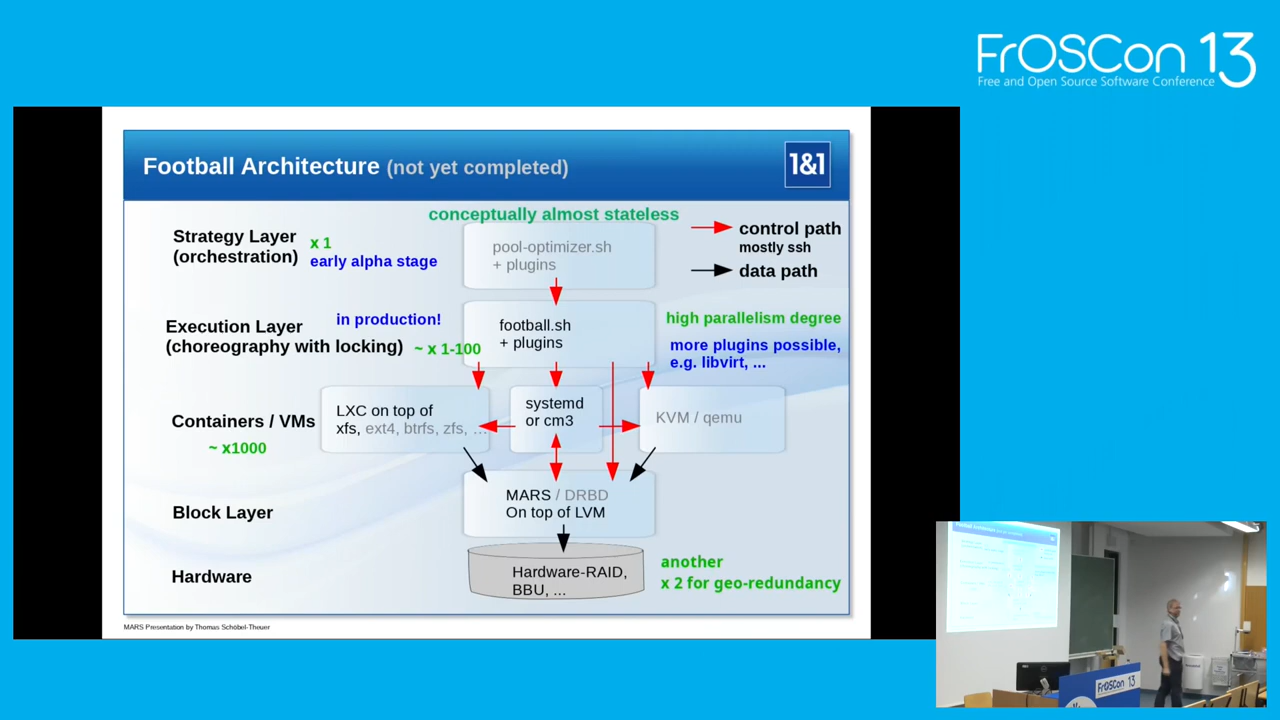 FrOSCon 13
Free and Open Source Software Conference
Football Architecture (not yet completed)
1&1
conceptually almost stateless
Strategy Layer
(orchestration)
x 1
early alpha stage
pool-optimizer.sh
+ plugins
control path
mostly ssh
data path
Execution Layer
(choreography with locking)
in production!
~ x 1-100
football.sh
+ plugins
high parallelism degree
more plugins possible,
e.g. libvirt, ...
Containers / VMs
~ x1000
LXC on top of
xfs, ext4, btrfs, zfs, ...
systemd
or cm3
KVM / qemu
Block Layer
MARS / DRBD
On top of LVM
Hardware
Hardware-RAID,
BBU, ...
another
x 2 for geo-redundancy
MARS Presentation by Thomas Schöbel-Theuer
FrOSCon 13